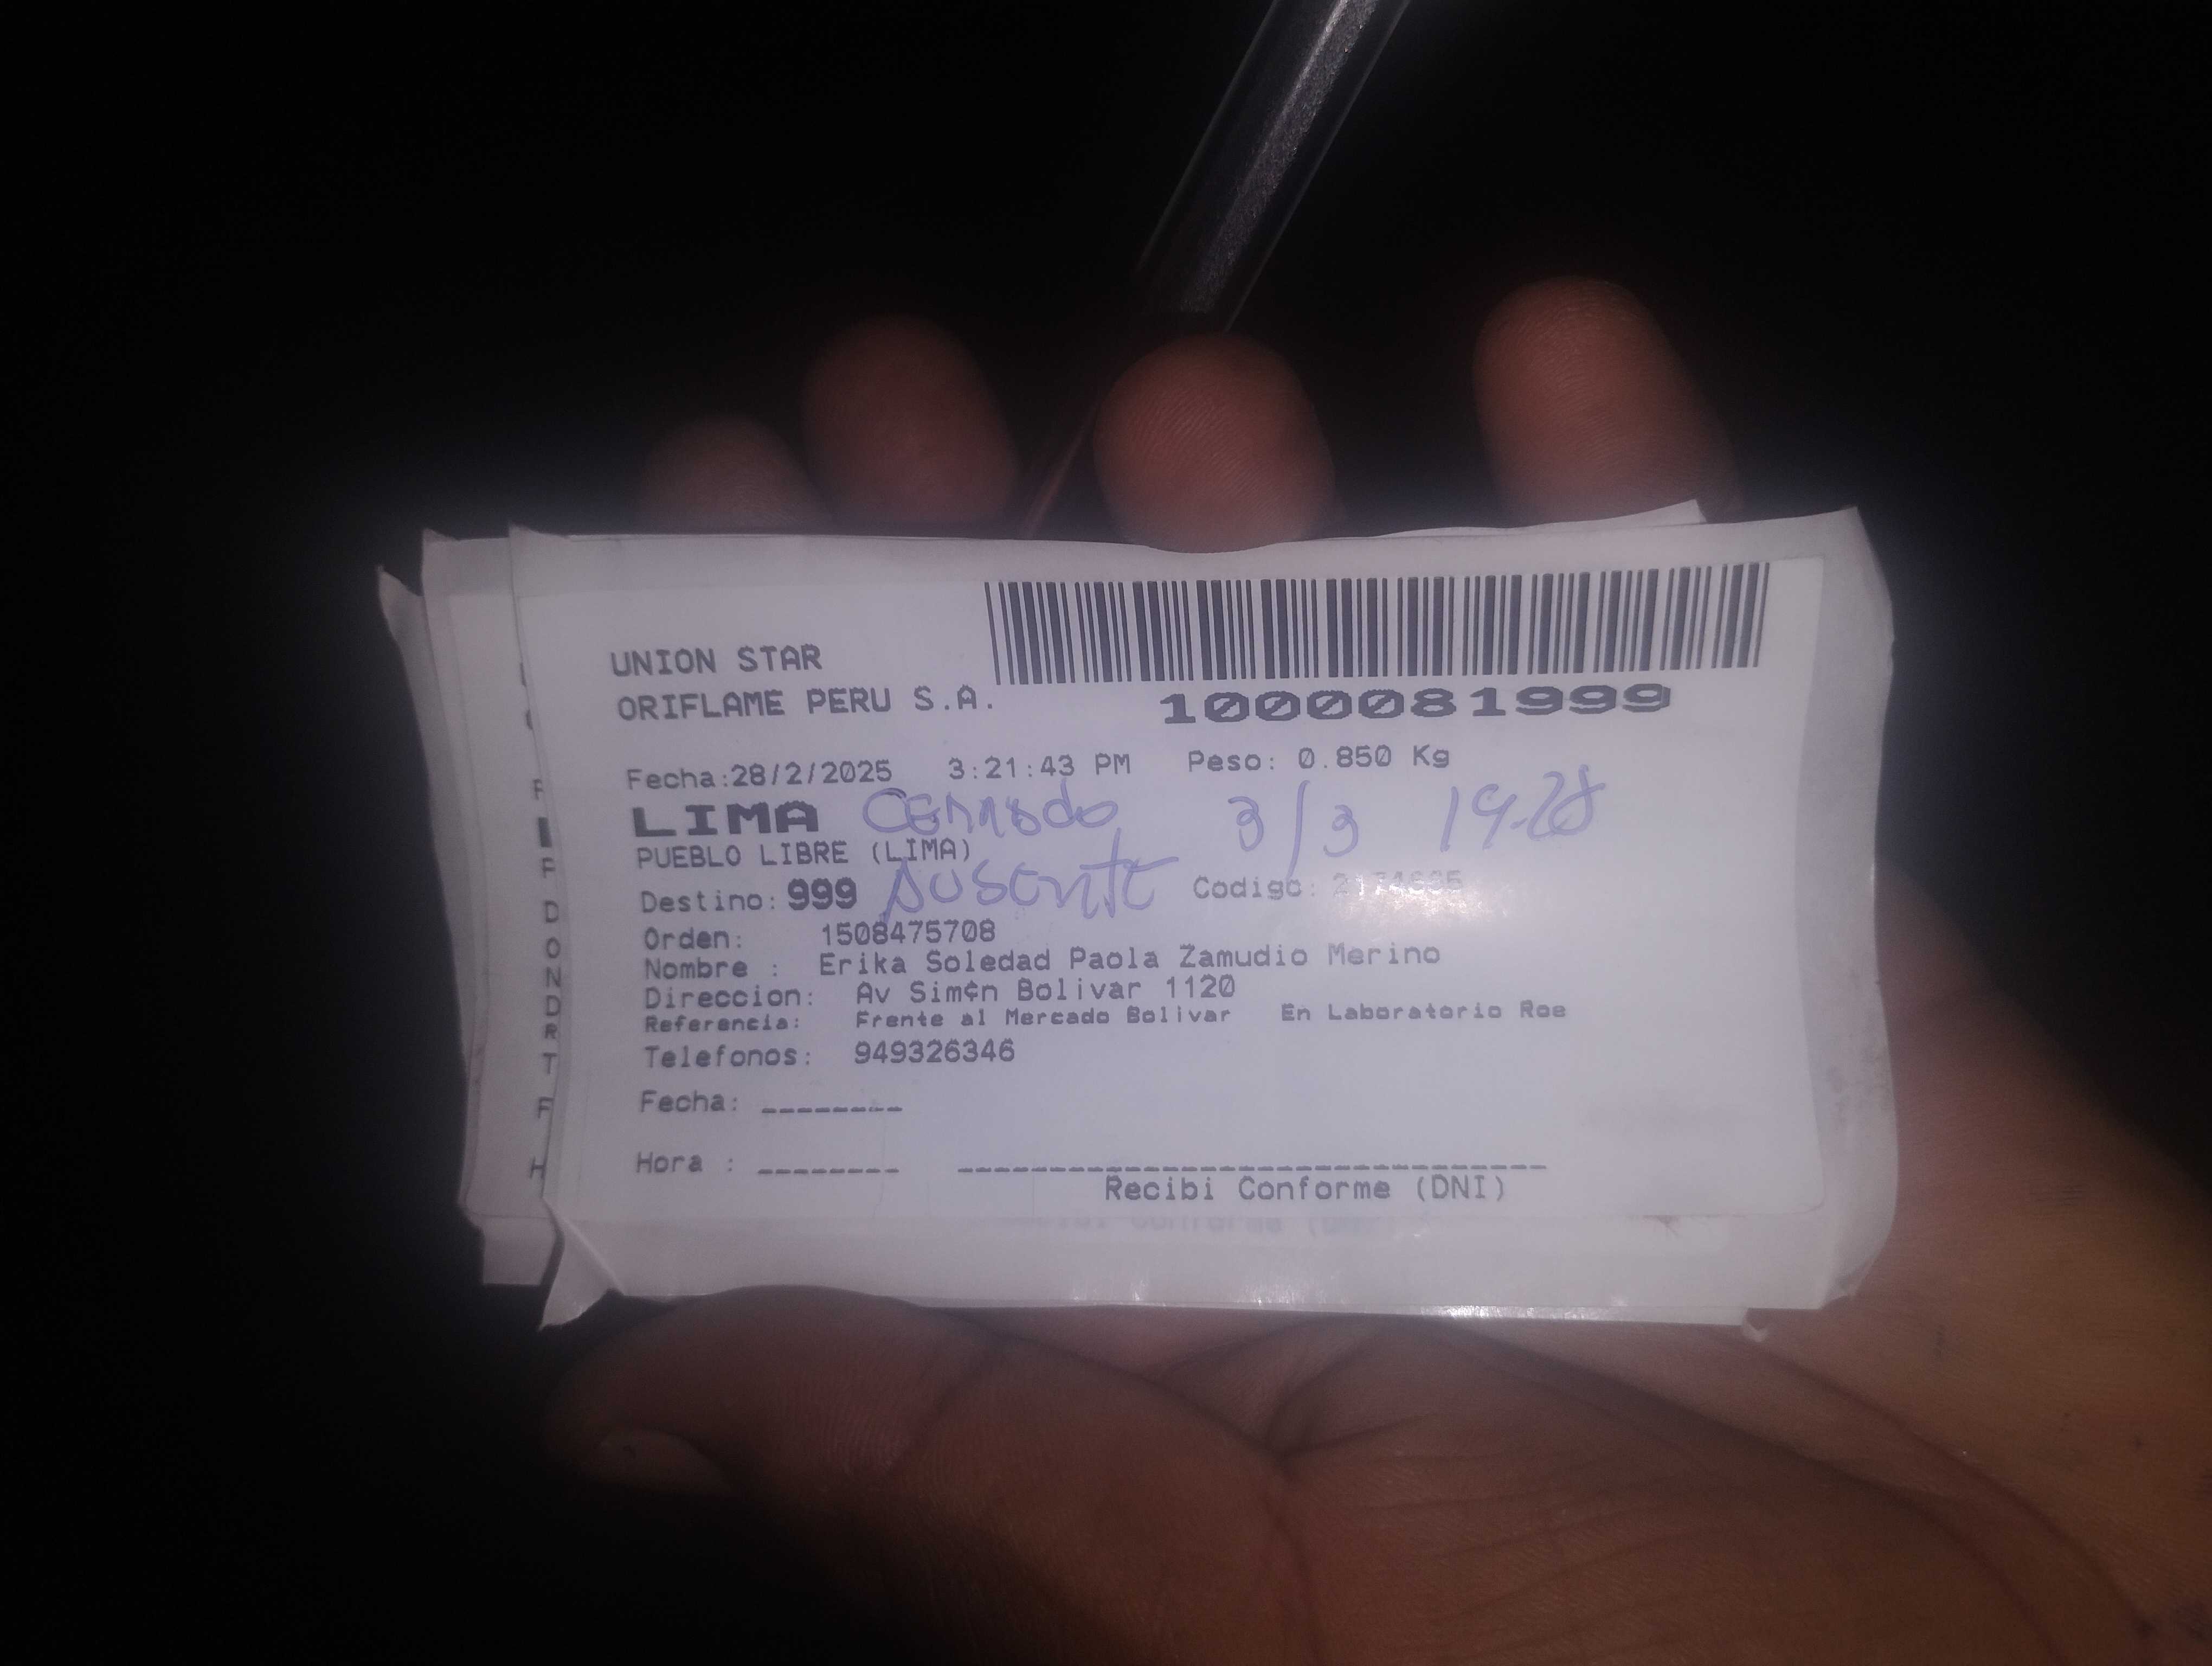 UNION STAR
ORIFLAME PERU S.A.
1000081999
Fecha:28/2/2025 3:21:43 PM Peso: 0.850 Kg
LIMA Cerrado 3/3 19-28
PUEBLO LIBRE (LIMA)
Destino: 999 Ausente Codigo:
Orden: 1508475708
Nombre : Erika Soledad Paola Zamudio Merino
Direccion: Av Sim¢n Bolivar 1120
Referencia: Frente al Mercado Bolivar En Laboratorio Roe
Telefonos: 949326346
Fecha: --------
Hora : --------
Recibi Conforme (DNI)